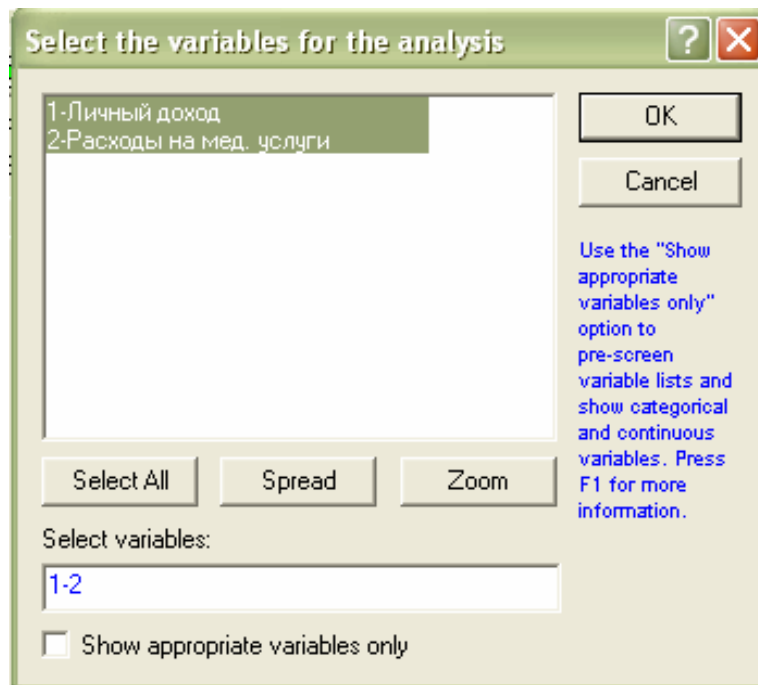 Select the variables for the analysis
1-Личный доход
2-Расходы на мед. услуги
OK
Cancel
Use the "Show
appropriate
variables only"
option to
pre-screen
variable lists and
show categorical
and continuous
variables. Press
F1 for more
information.
Select All
Spread
Zoom
Select variables:
1-2
Show appropriate variables only